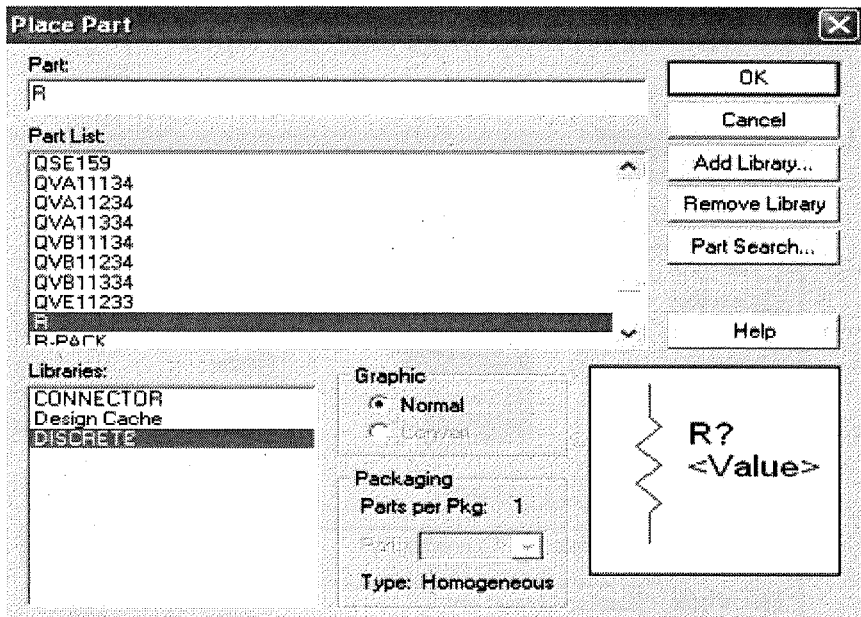 Place Part
Part:
R
Part List:
QSE159
QVA11134
QVA11234
QVA11334
QVB11134
QVB11234
QVB11334
QVE11233
R
R-PACK
Libraries:
CONNECTOR
Design Cache
DISCRETE
Graphic
Normal
Convert
Packaging
Parts per Pkg: 1
Part:
Type: Homogeneous
OK
Cancel
Add Library...
Remove Library
Part Search...
Help
R?
<Value>